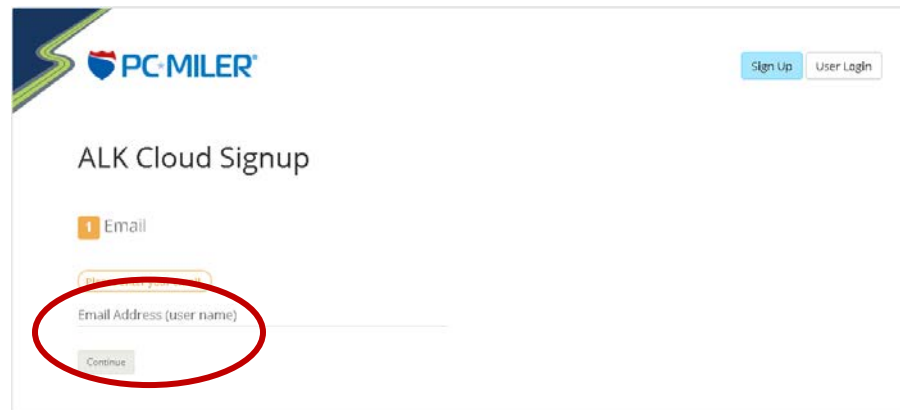 PC★MILER®
Sign Up User Login
ALK Cloud Signup
1 Email
Email Address (user name)
Continue